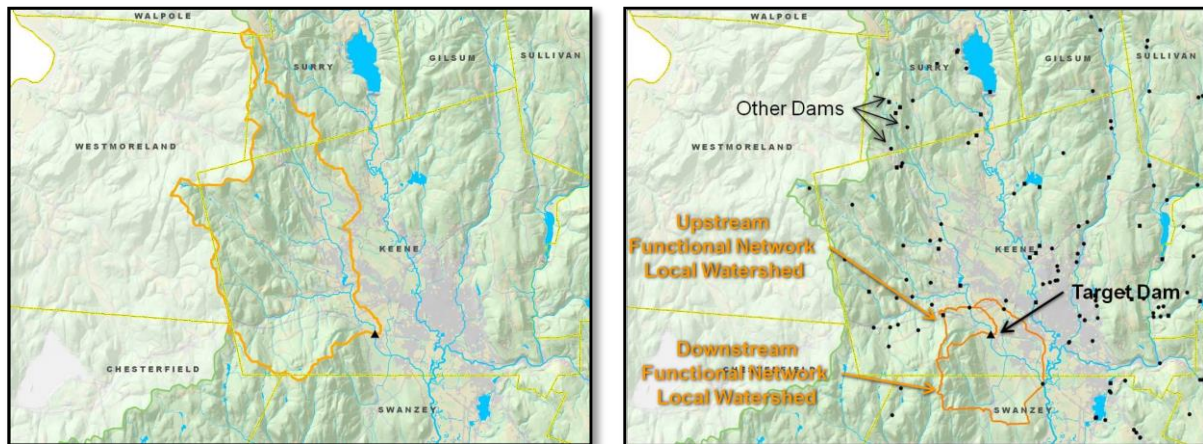 WALPOLE
SURRY
GILSUM
SULLIVAN
WESTMORELAND
KEENE
CHESTERFIELD
SWANZEY
WALPOLE
SURRY
GILSUM
SULLIVAN
Other Dams
WESTMORELAND
Upstream
Functional Network
Local Watershed
KEENE
Target Dam
Downstream
Functional Network
Local Watershed
SWANZEY